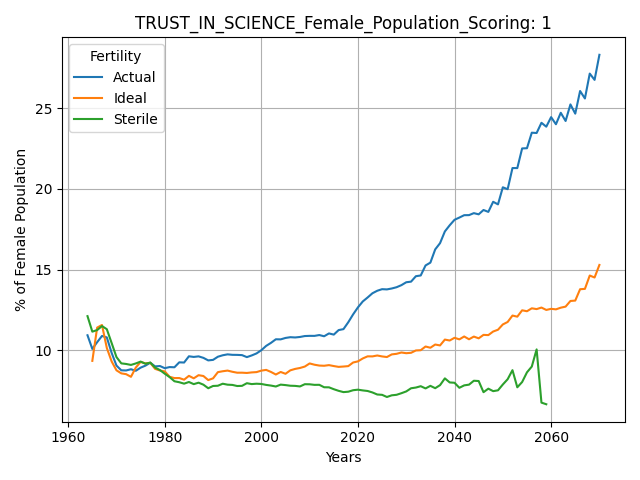 TRUST_IN_SCIENCE_Female_Population_Scoring: 1
Fertility
Actual
Ideal
Sterile
% of Female Population
25
20
15
10
1960 1980 2000 2020 2040 2060
Years